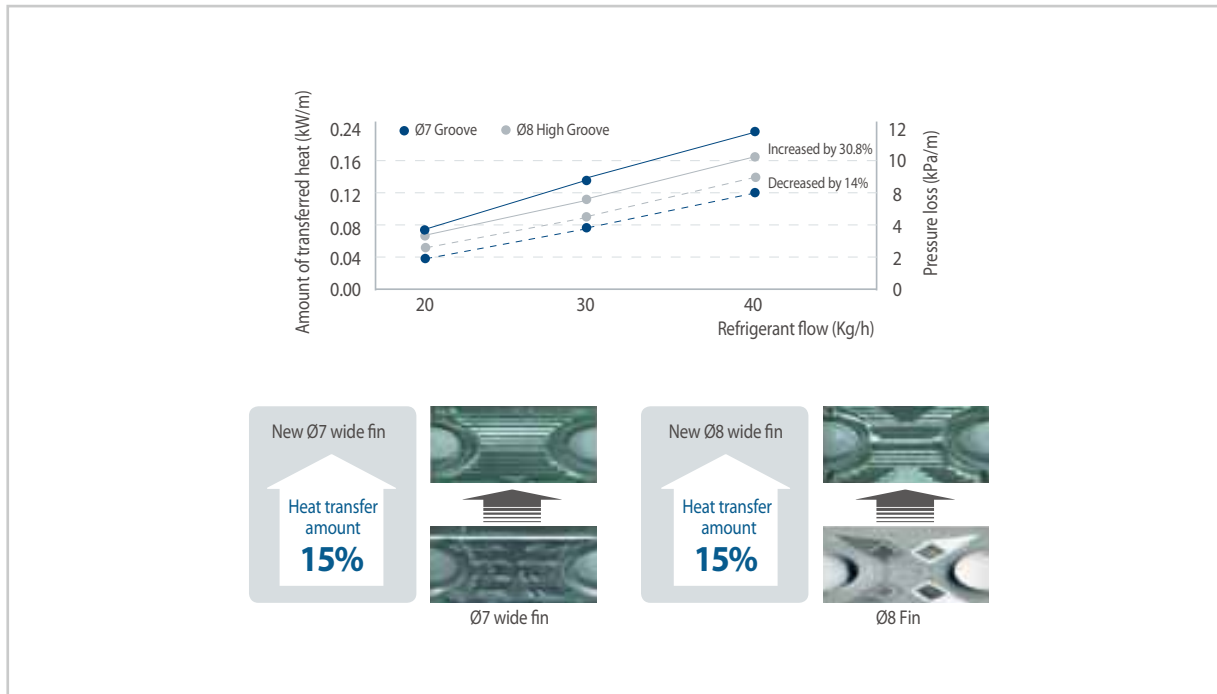 Amount of transferred heat (kW/m)
0.24
0.16
0.12
0.08
0.04
0.00
Ø7 Groove
Ø8 High Groove
Increased by 30.8%
Decreased by 14%
12
10
8
4
2
0
Pressure loss (kPa/m)
20
30
40
Refrigerant flow (Kg/h)
New Ø7 wide fin
Heat transfer
amount
15%
Ø7 wide fin
New Ø8 wide fin
Heat transfer
amount
15%
Ø8 Fin